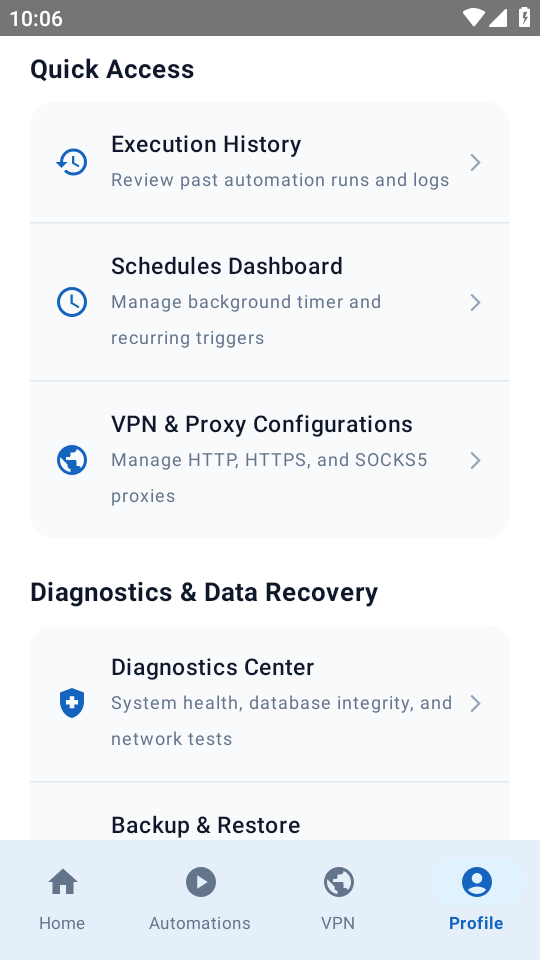 10:06
Quick Access
Execution History
Review past automation runs and logs
Schedules Dashboard
Manage background timer and
recurring triggers
VPN & Proxy Configurations
Manage HTTP, HTTPS, and SOCKS5
proxies
Diagnostics & Data Recovery
Diagnostics Center
System health, database integrity, and
network tests
Backup & Restore
Home
Automations
VPN
Profile